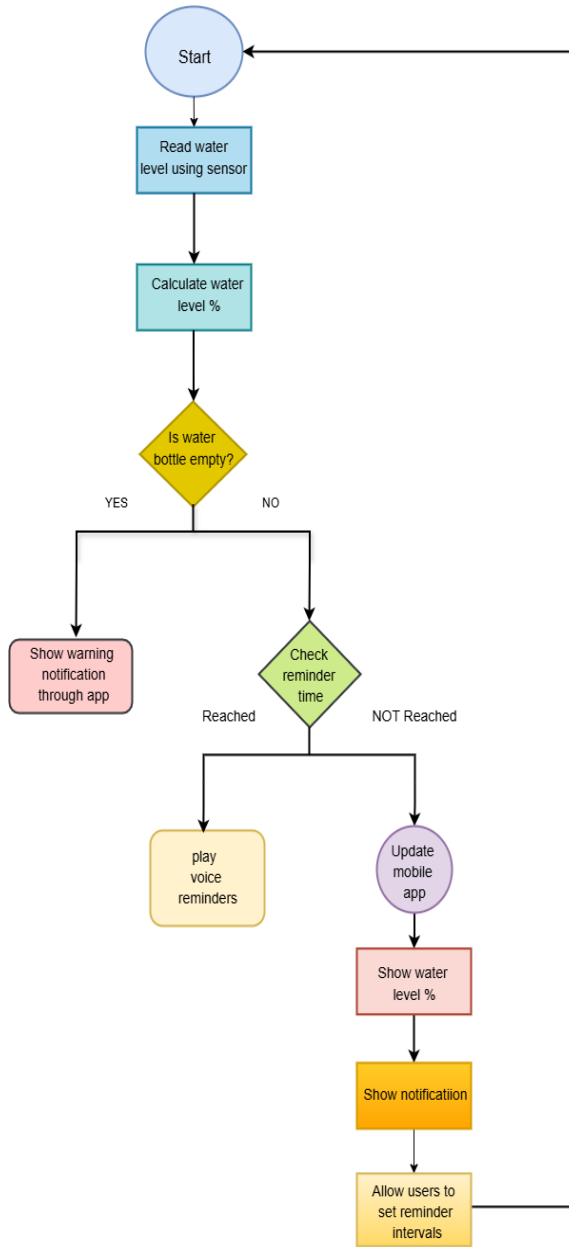 Start
Read water
level using sensor
Calculate water
level %
Is water
bottle empty?
YES
NO
Show warning
notification
through app
Check
reminder
time
Reached
NOT Reached
play
voice
reminders
Update
mobile
app
Show water
level %
Show notificatiion
Allow users to
set reminder
intervals